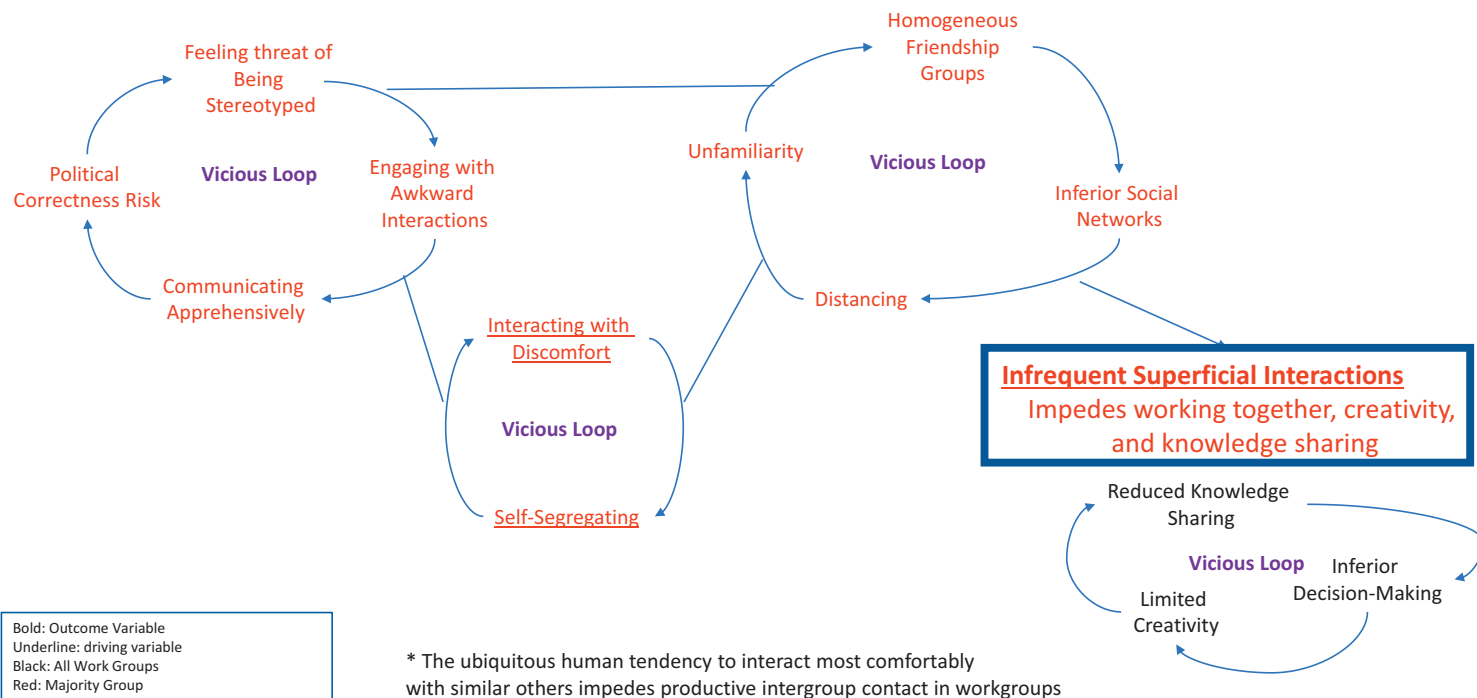 Feeling threat of
Being
Stereotyped
Political
Correctness Risk
Vicious Loop
Engaging with
Awkward
Interactions
Communicating
Apprehensively
Homogeneous
Friendship
Groups
Unfamiliarity
Vicious Loop
Inferior Social
Networks
Distancing
Interacting with
Discomfort
Vicious Loop
Self-Segregating
Infrequent Superficial Interactions
Impedes working together, creativity,
and knowledge sharing
Reduced Knowledge
Sharing
Vicious Loop
Inferior
Decision-Making
Limited
Creativity
Bold: Outcome Variable
Underline: driving variable
Black: All Work Groups
Red: Majority Group
* The ubiquitous human tendency to interact most comfortably
with similar others impedes productive intergroup contact in workgroups